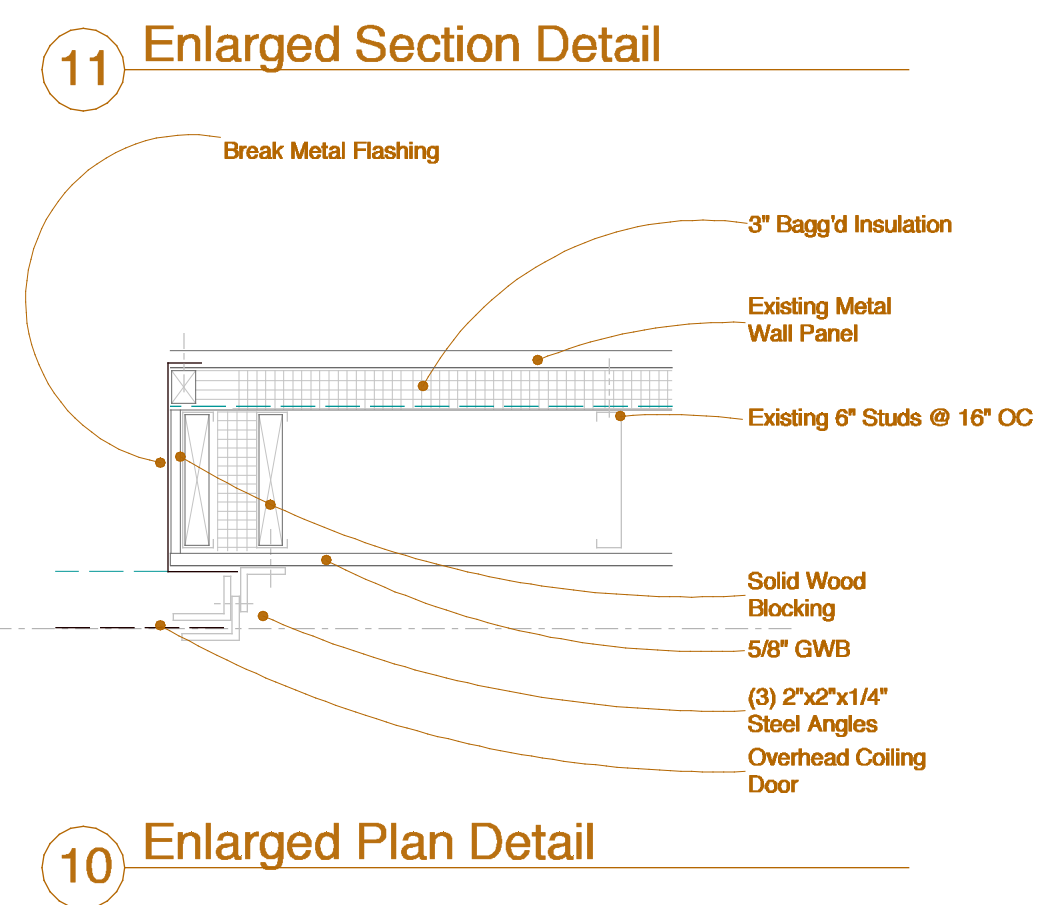 11
Enlarged Section Detail
Break Metal Flashing
3" Bagg'd Insulation
Existing Metal
Wall Panel
Existing 6" Studs @ 16" OC
Solid Wood
Blocking
5/8" GWB
(3) 2"x2"x1/4"
Steel Angles
Overhead Coiling
Door
10
Enlarged Plan Detail